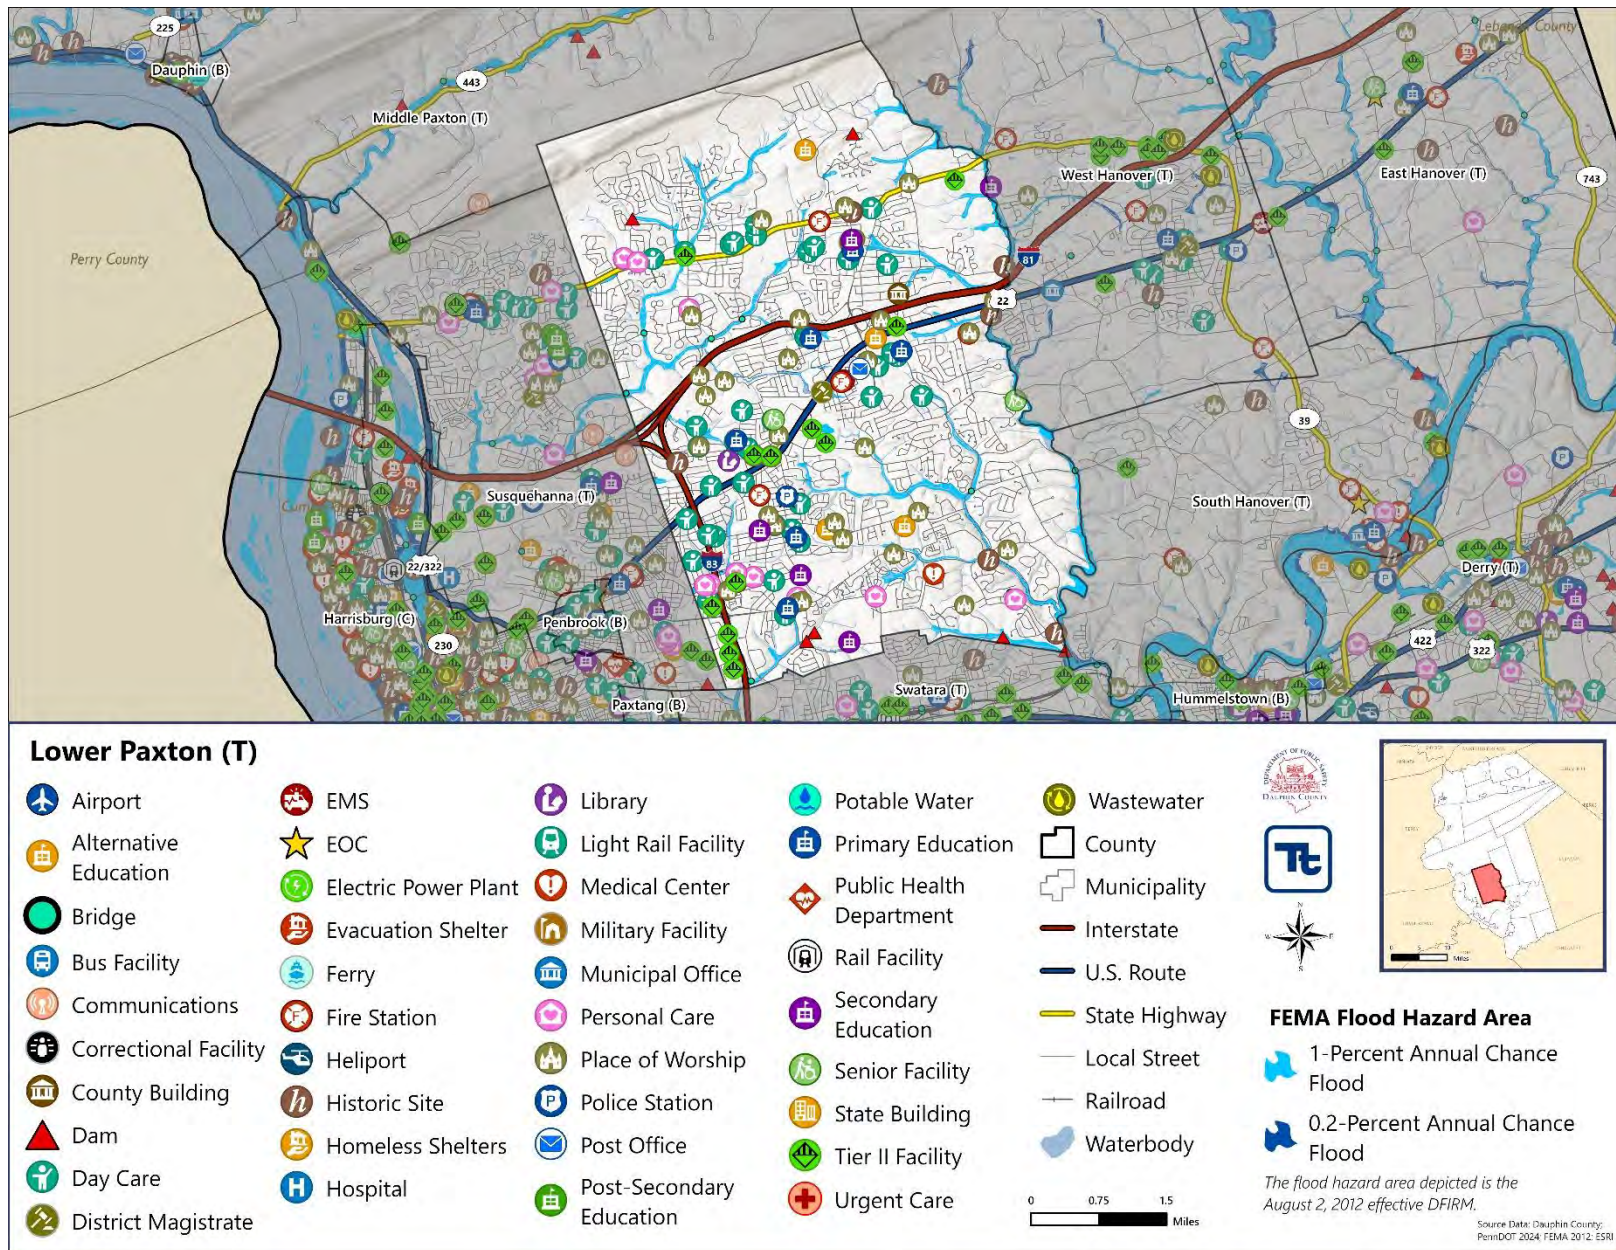 225
Dauphin (B)
443
Middle Paxton (T)
Lebanon County
West Hanover (T)
East Hanover (T)
743
Perry County
81
22
39
Susquehanna (T)
South Hanover (T)
22/322
83
Derry (T)
Harrisburg (C)
Penbrook (B)
230
422
322
Swatara (T)
Paxtang (B)
Hummelstown (B)
Lower Paxton (T)
Airport
Alternative
Education
Bridge
Bus Facility
Communications
Correctional Facility
County Building
Dam
Day Care
District Magistrate
EMS
EOC
Electric Power Plant
Evacuation Shelter
Ferry
Fire Station
Heliport
Historic Site
Homeless Shelters
Hospital
Library
Light Rail Facility
Medical Center
Military Facility
Municipal Office
Personal Care
Place of Worship
Police Station
Post Office
Post-Secondary
Education
Potable Water
Primary Education
Public Health
Department
Rail Facility
Secondary
Education
Senior Facility
State Building
Tier II Facility
Urgent Care
Wastewater
County
Municipality
Interstate
U.S. Route
State Highway
Local Street
Railroad
Waterbody
0 0.75 1.5
Miles
DEPARTMENT OF PUBLIC SAFETY
DAUPHIN COUNTY
Tt
N
W E
S
Miles
FEMA Flood Hazard Area
1-Percent Annual Chance
Flood
0.2-Percent Annual Chance
Flood
The flood hazard area depicted is the
August 2, 2012 effective DFIRM.
Source Data: Dauphin County;
PennDOT 2024; FEMA 2012; ESRI